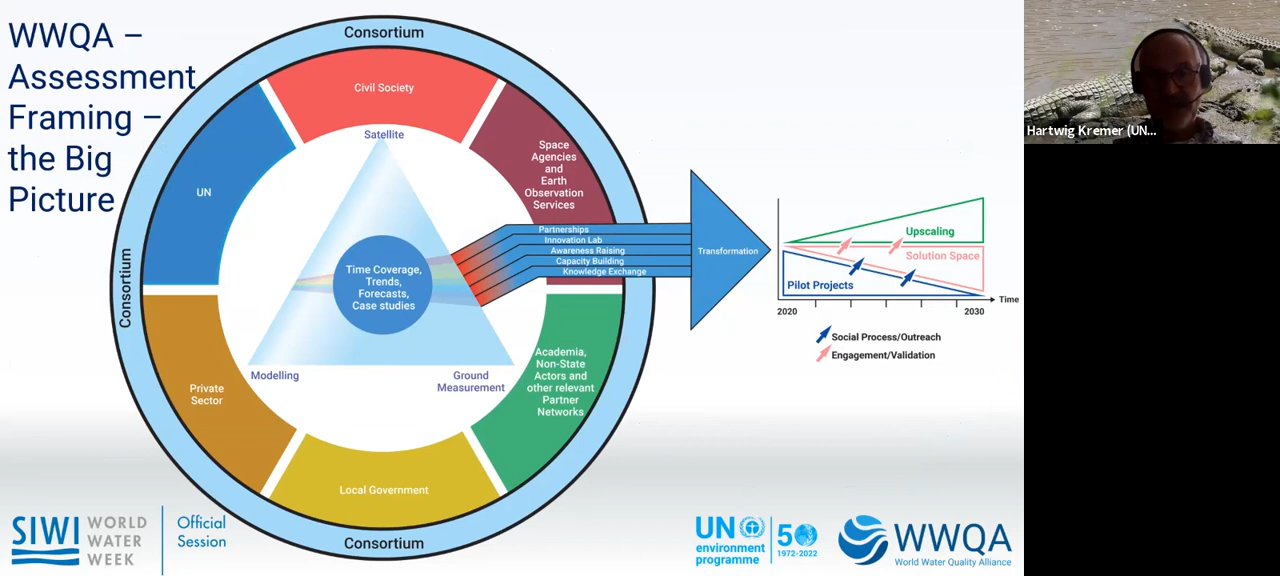 WWQA –
Assessment
Framing –
the Big
Picture
Consortium
Civil Society
Satellite
UN
Space
Agencies
and
Earth
Observation
Services
Consortium
Time Coverage,
Trends,
Forecasts,
Case studies
Partnerships
Innovation Lab
Awareness Raising
Capacity Building
Knowledge Exchange
Transformation
Upscaling
Solution Space
Pilot Projects
Time
2020
2030
Social Process/Outreach
Engagement/Validation
Modelling
Ground
Measurement
Academia,
Non-State
Actors and
other relevant
Partner
Networks
Private
Sector
Local Government
Consortium
SIWI
WORLD
WATER
WEEK
Official
Session
UN
environment
programme
50
1972-2022
WWQA
World Water Quality Alliance
Hartwig Kremer (UN...